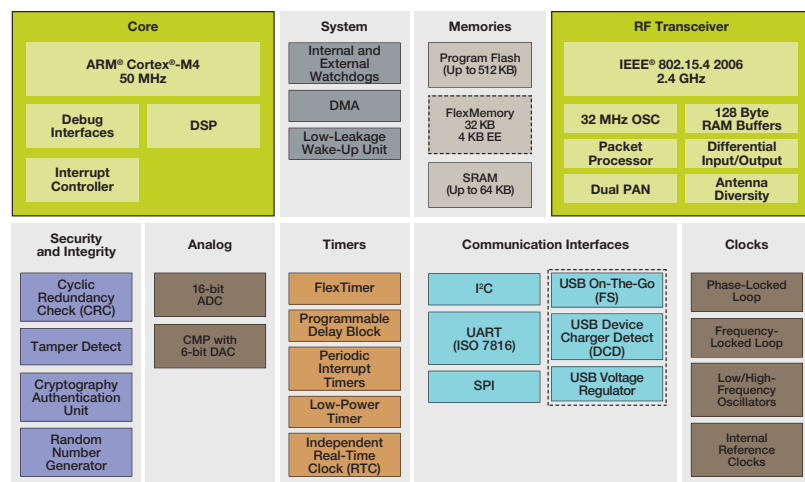 Core
ARM® Cortex®-M4
50 MHz
Debug
Interfaces
DSP
Interrupt
Controller
System
Internal and
External
Watchdogs
DMA
Low-Leakage
Wake-Up Unit
Memories
Program Flash
(Up to 512 KB)
FlexMemory
32 KB
4 KB EE
SRAM
(Up to 64 KB)
RF Transceiver
IEEE® 802.15.4 2006
2.4 GHz
32 MHz OSC
128 Byte
RAM Buffers
Packet
Processor
Differential
Input/Output
Dual PAN
Antenna
Diversity
Security
and Integrity
Cyclic
Redundancy
Check (CRC)
Tamper Detect
Cryptography
Authentication
Unit
Random
Number
Generator
Analog
16-bit
ADC
CMP with
6-bit DAC
Timers
FlexTimer
Programmable
Delay Block
Periodic
Interrupt
Timers
Low-Power
Timer
Independent
Real-Time
Clock (RTC)
Communication Interfaces
I²C
UART
(ISO 7816)
SPI
USB On-The-Go
(FS)
USB Device
Charger Detect
(DCD)
USB Voltage
Regulator
Clocks
Phase-Locked
Loop
Frequency-
Locked Loop
Low/High-
Frequency
Oscillators
Internal
Reference
Clocks